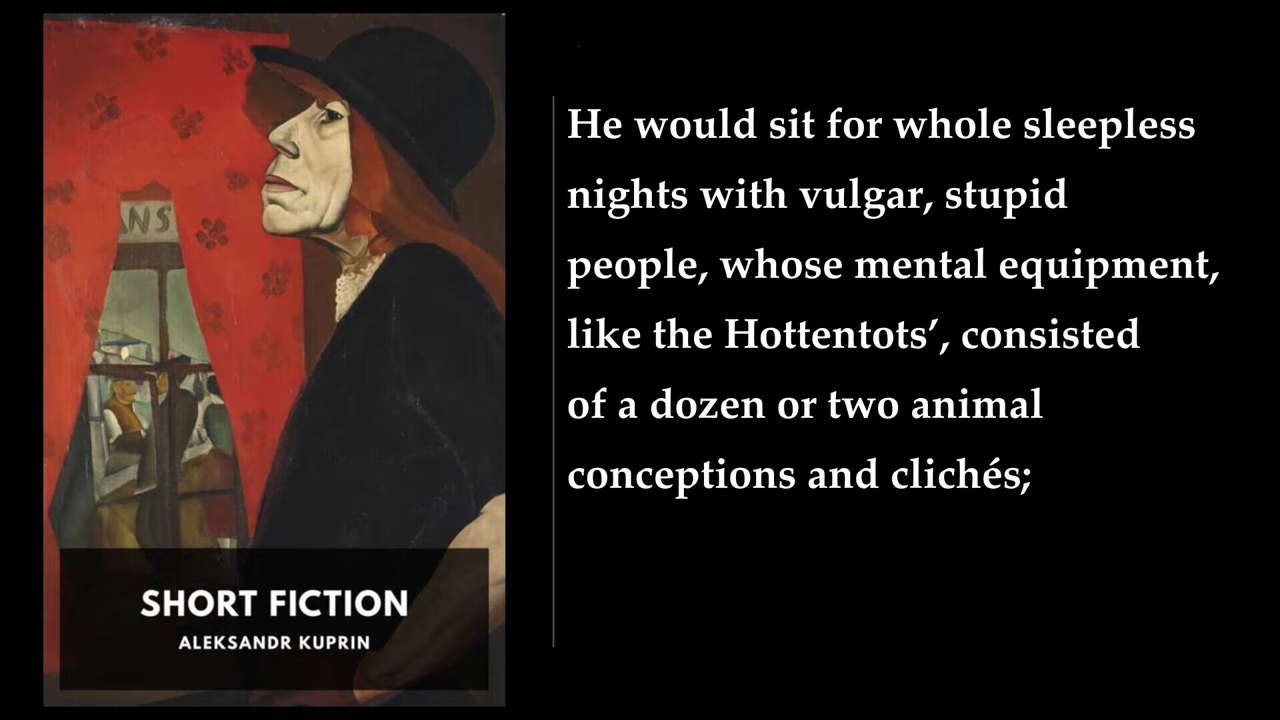 ANS
SHORT FICTION
ALEKSANDR KUPRIN
He would sit for whole sleepless
nights with vulgar, stupid
people, whose mental equipment,
like the Hottentots’, consisted
of a dozen or two animal
conceptions and clichés;